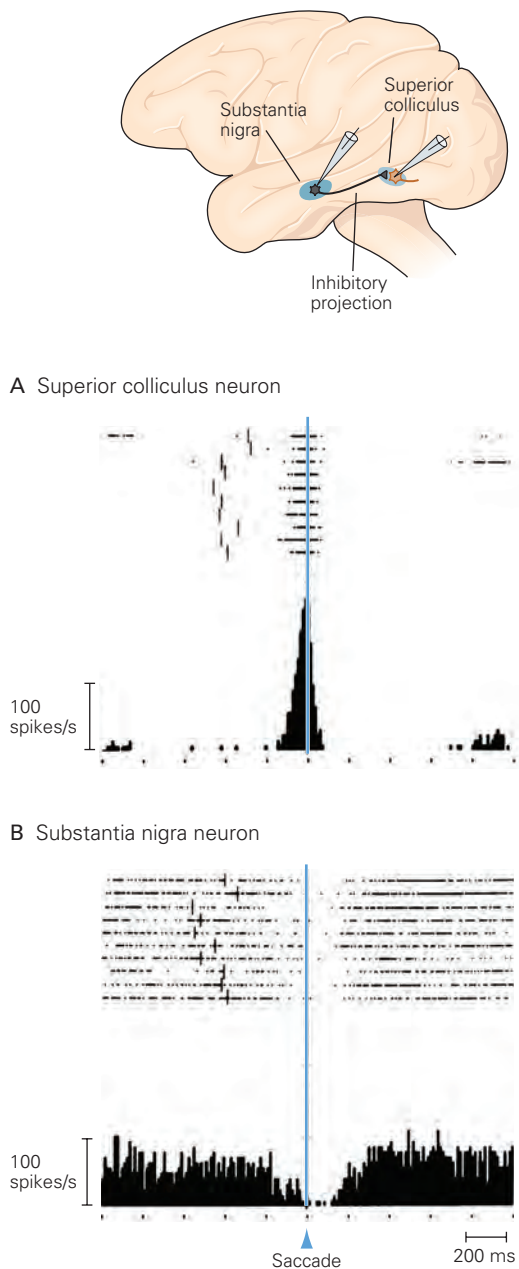 Substantia
nigra
Superior
colliculus
Inhibitory
projection
A Superior colliculus neuron
100
spikes/s
B Substantia nigra neuron
100
spikes/s
Saccade
200 ms